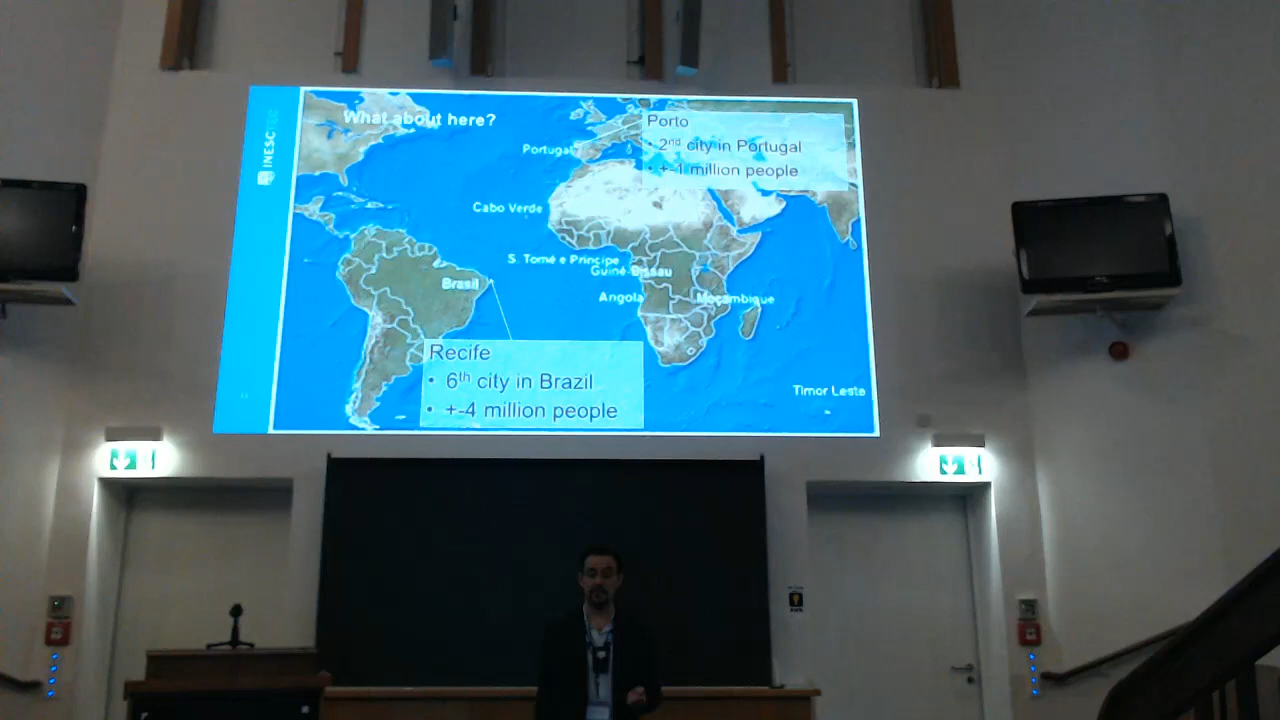 What about here?
INESC
Porto
• 2nd city in Portugal
• +-1 million people
Portugal
Cabo Verde
S. Tomé e Principe
Guiné-Bissau
Brasil
Angola
Moçambique
Recife
• 6th city in Brazil
• +-4 million people
Timor Leste